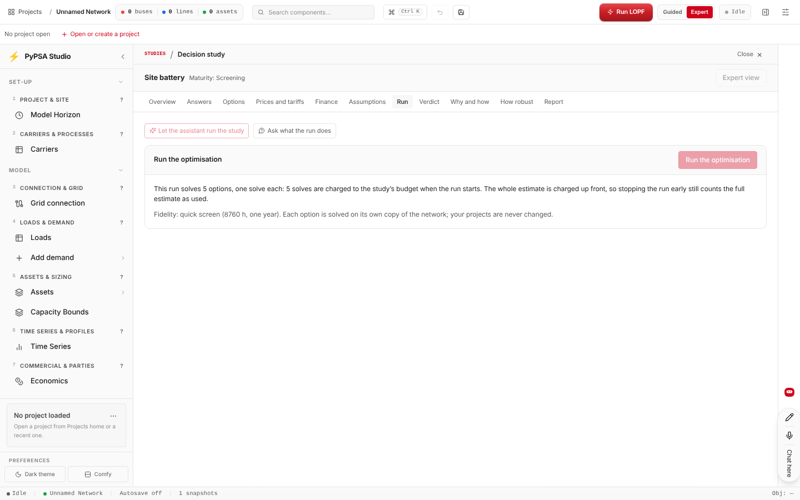 Projects / Unnamed Network
0 buses 0 lines 0 assets
Search components...
⌘ Ctrl K
Run LOPF
Guided Expert
Idle
No project open + Open or create a project
PyPSA Studio
SET-UP
1 PROJECT & SITE ?
Model Horizon
2 CARRIERS & PROCESSES ?
Carriers
MODEL
3 CONNECTION & GRID ?
Grid connection
4 LOADS & DEMAND ?
Loads
Add demand
5 ASSETS & SIZING ?
Assets
Capacity Bounds
6 TIME SERIES & PROFILES ?
Time Series
7 COMMERCIAL & PARTIES ?
Economics
No project loaded ...
Open a project from Projects home or a
recent one.
PREFERENCES
Dark theme Comfy
STUDIES / Decision study
Close ×
Site battery Maturity: Screening
Expert view
Overview Answers Options Prices and tariffs Finance Assumptions Run Verdict Why and how How robust Report
Let the assistant run the study Ask what the run does
Run the optimisation
Run the optimisation
This run solves 5 options, one solve each: 5 solves are charged to the study's budget when the run starts. The whole estimate is charged up front, so stopping the run early still counts the full
estimate as used.
Fidelity: quick screen (8760 h, one year). Each option is solved on its own copy of the network; your projects are never changed.
Chat here
Idle Unnamed Network Autosave off 1 snapshots
Obj: —